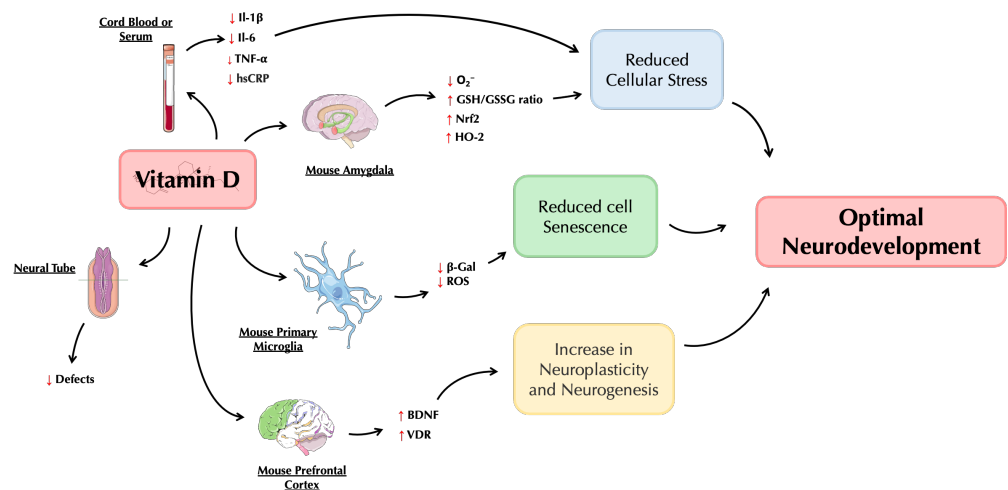 Cord Blood or
Serum
↓ Il-1β
↓ Il-6
↓ TNF-α
↓ hsCRP
Reduced
Cellular Stress
↓ O₂⁻
↑ GSH/GSSG ratio
↑ Nrf2
↑ HO-2
Mouse Amygdala
Vitamin D
Reduced cell
Senescence
Optimal
Neurodevelopment
Neural Tube
↓ β-Gal
↓ ROS
Mouse Primary
Microglia
Increase in
Neuroplasticity
and Neurogenesis
↓ Defects
↑ BDNF
↑ VDR
Mouse Prefrontal
Cortex